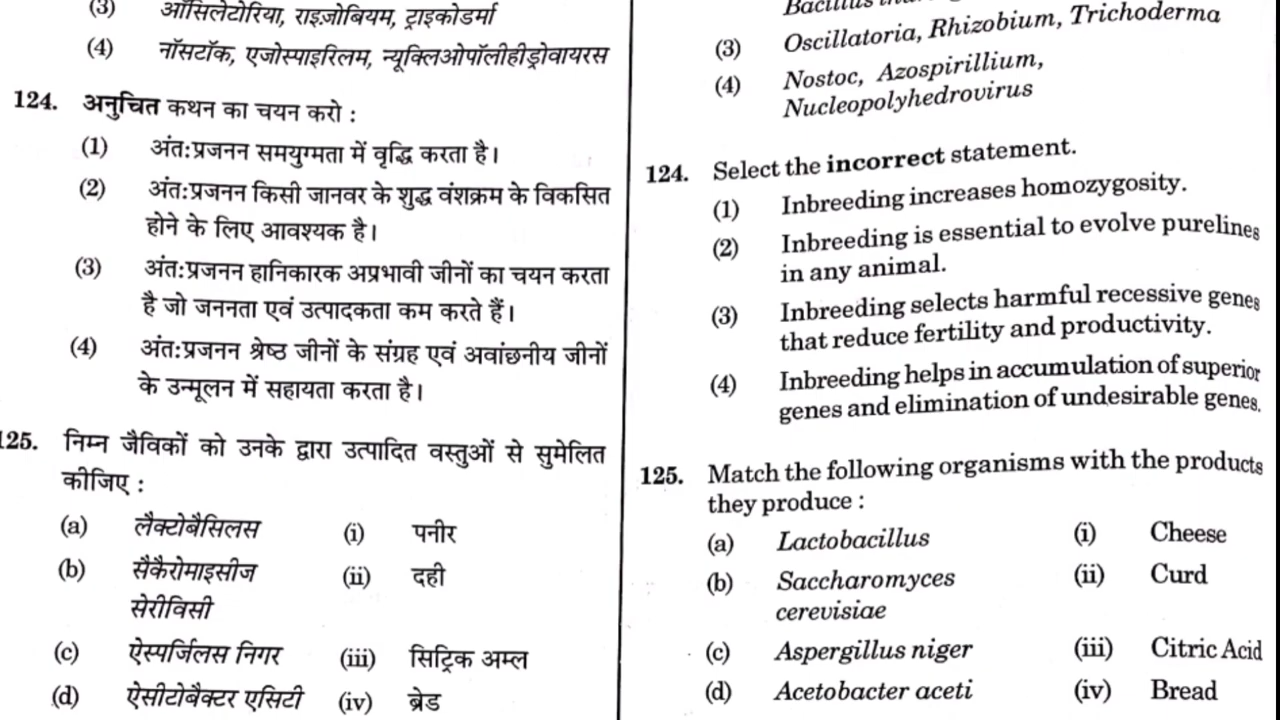 (3) ऑसिलेटोरिया, राइज़ोबियम, ट्राइकोडर्मा
(4) नॉसटॉक, एजोस्पाइरिलम, न्यूक्लिओपॉलीहीड्रोवायरस
124. अनुचित कथन का चयन करो :
(1) अंतःप्रजनन समयुग्मता में वृद्धि करता है।
(2) अंतःप्रजनन किसी जानवर के शुद्ध वंशक्रम के विकसित
होने के लिए आवश्यक है।
(3) अंतःप्रजनन हानिकारक अप्रभावी जीनों का चयन करता
है जो जननता एवं उत्पादकता कम करते हैं।
(4) अंतःप्रजनन श्रेष्ठ जीनों के संग्रह एवं अवांछनीय जीनों
के उन्मूलन में सहायता करता है।
125. निम्न जैविकों को उनके द्वारा उत्पादित वस्तुओं से सुमेलित
कीजिए :
(a) लैक्टोबैसिलस (i) पनीर
(b) सैकैरोमाइसीज (ii) दही
सेरीविसी
(c) ऐस्पर्जिलस निगर (iii) सिट्रिक अम्ल
(d) ऐसीटोबैक्टर एसिटी (iv) ब्रेड
Bacillus
(3) Oscillatoria, Rhizobium, Trichoderma
(4) Nostoc, Azospirillium,
Nucleopolyhedrovirus
124. Select the incorrect statement.
(1) Inbreeding increases homozygosity.
(2) Inbreeding is essential to evolve purelines
in any animal.
(3) Inbreeding selects harmful recessive genes
that reduce fertility and productivity.
(4) Inbreeding helps in accumulation of superior
genes and elimination of undesirable genes.
125. Match the following organisms with the products
they produce :
(a) Lactobacillus (i) Cheese
(b) Saccharomyces (ii) Curd
cerevisiae
(c) Aspergillus niger (iii) Citric Acid
(d) Acetobacter aceti (iv) Bread